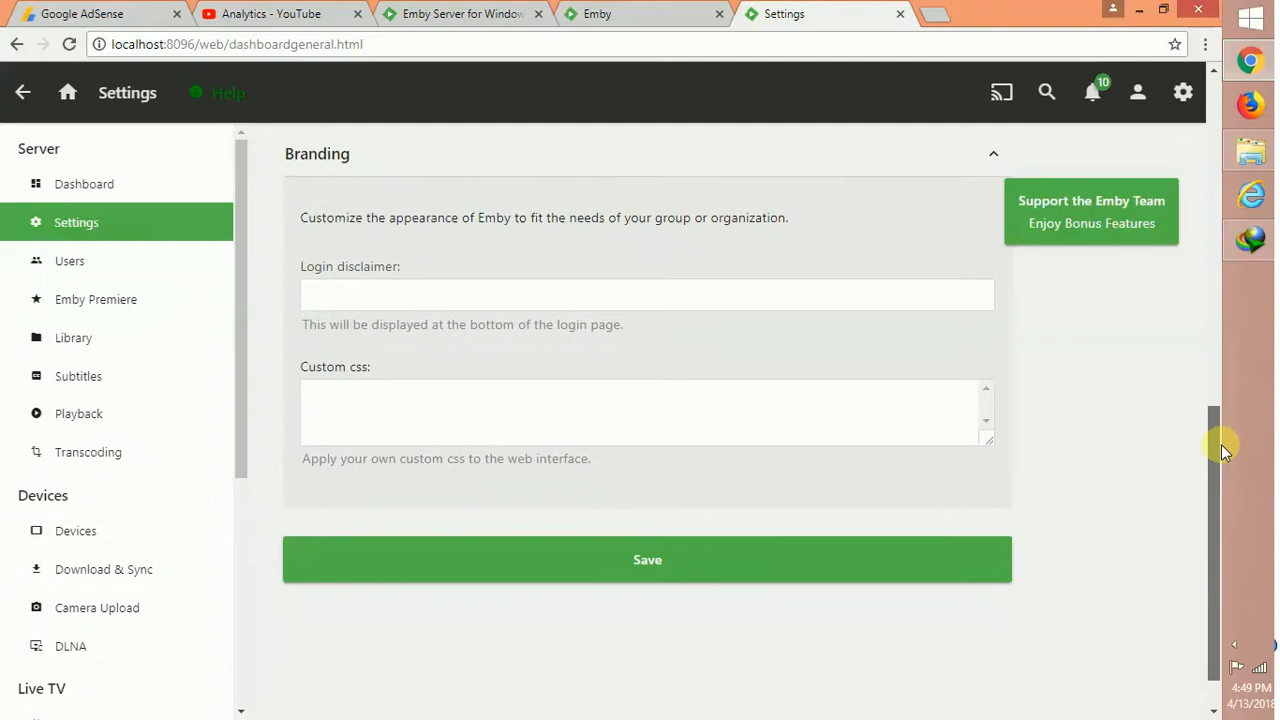 Google AdSense
Analytics - YouTube
Emby Server for Window
Emby
Settings
localhost:8096/web/dashboardgeneral.html
Settings
Help
10
Server
Dashboard
Settings
Users
Emby Premiere
Library
Subtitles
Playback
Transcoding
Devices
Devices
Download & Sync
Camera Upload
DLNA
Live TV
Branding
Customize the appearance of Emby to fit the needs of your group or organization.
Login disclaimer:
This will be displayed at the bottom of the login page.
Custom css:
Apply your own custom css to the web interface.
Save
Support the Emby Team
Enjoy Bonus Features
4:49 PM
4/13/2018